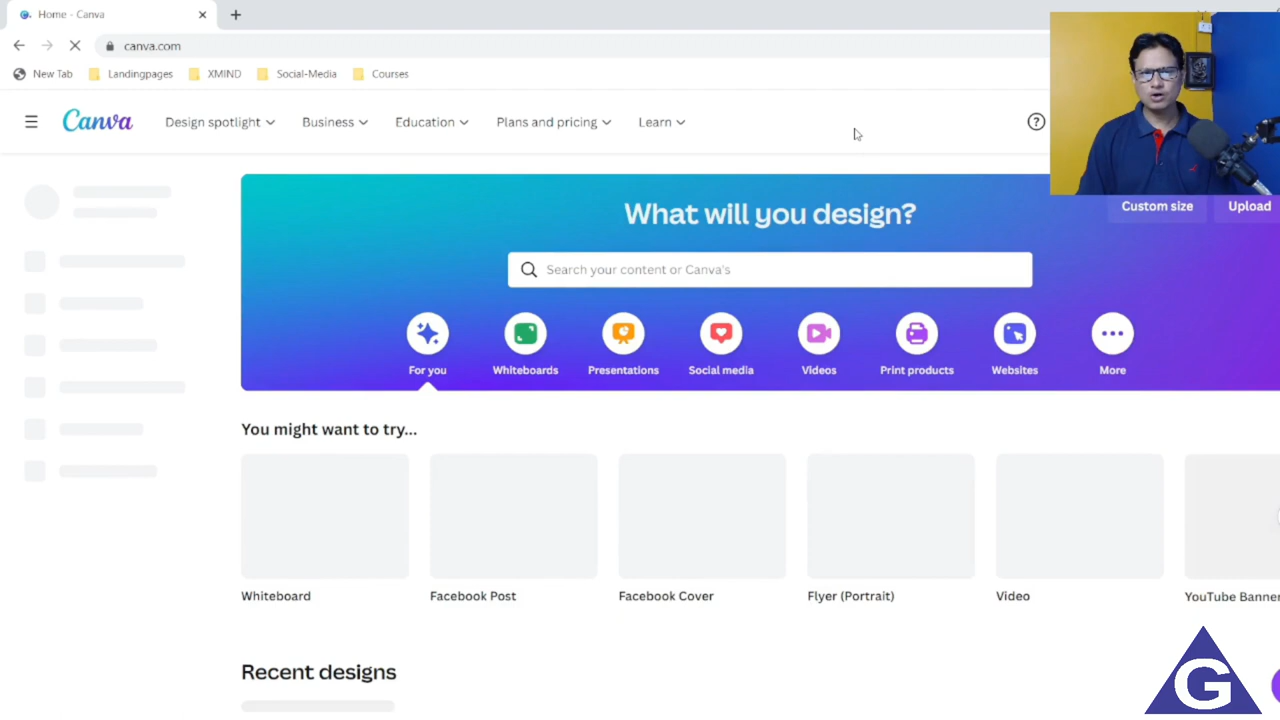 Home - Canva
canva.com
New Tab Landingpages XMIND Social-Media Courses
Canva Design spotlight Business Education Plans and pricing Learn
What will you design?
Custom size Upload
Search your content or Canva's
For you Whiteboards Presentations Social media Videos Print products Websites More
You might want to try...
Whiteboard Facebook Post Facebook Cover Flyer (Portrait) Video YouTube Banner
Recent designs
G